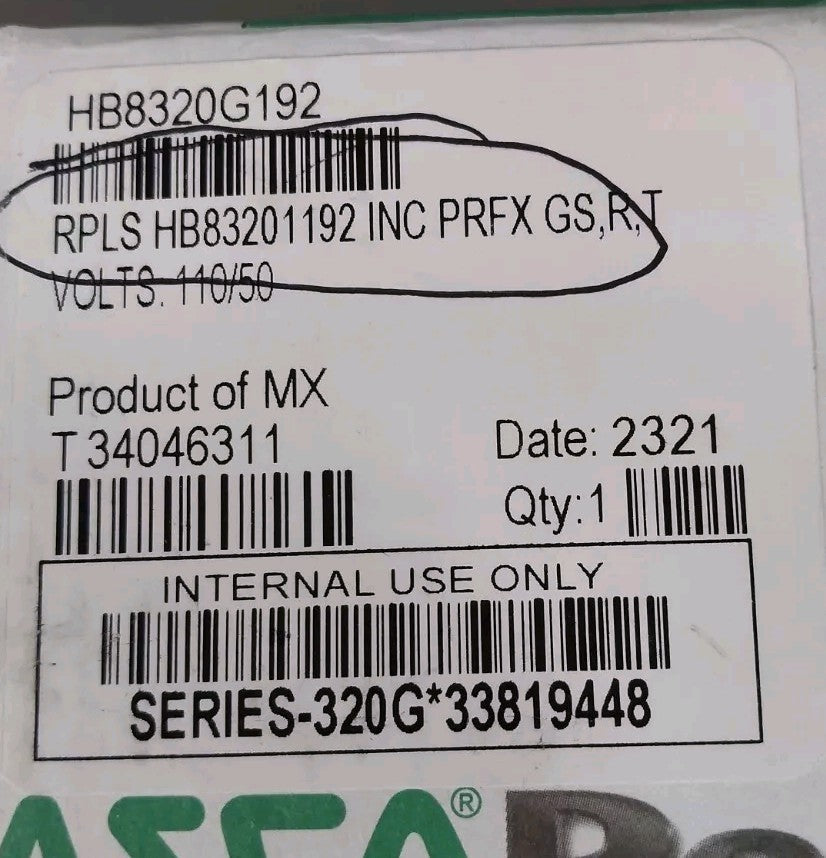 HB8320G192
RPLS HB83201192 INC PRFX GS,R,T
VOLTS. 110/50
Product of MX
T 34046311
Date: 2321
Qty:1
INTERNAL USE ONLY
SERIES-320G*33819448
ASCA®